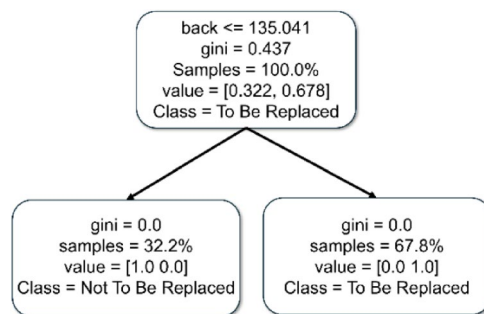 back <= 135.041
gini = 0.437
Samples = 100.0%
value = [0.322, 0.678]
Class = To Be Replaced
gini = 0.0
samples = 32.2%
value = [1.0 0.0]
Class = Not To Be Replaced
gini = 0.0
samples = 67.8%
value = [0.0 1.0]
Class = To Be Replaced